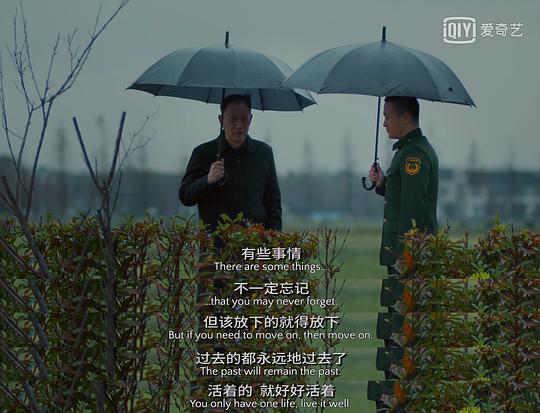 iQIYI 爱奇艺
有些事情
There are some things...
不一定忘记
...that you may never forget.
但该放下的就得放下
But if you need to move on, then move on.
过去的都永远地过去了
The past will remain the past.
活着的 就好好活着
You only have one life, live it well.